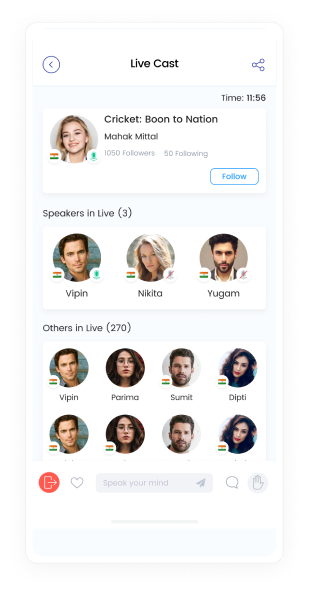 Live Cast
Time: 11:56
Cricket: Boon to Nation
Mahak Mittal
1050 Followers 50 Following
Follow
Speakers in Live (3)
Vipin Nikita Yugam
Others in Live (270)
Vipin Parima Sumit Dipti
Speak your mind